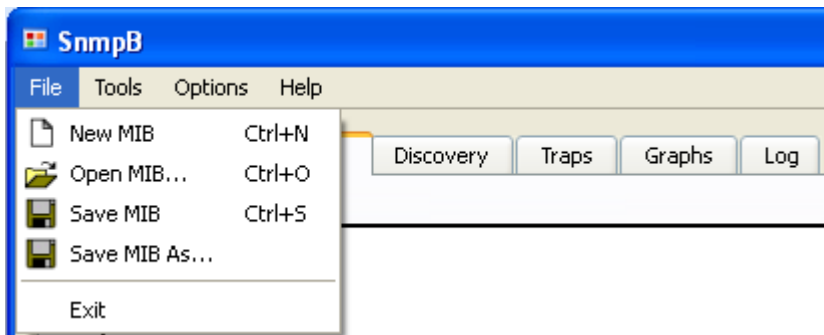 SnmpB
File Tools Options Help
New MIB Ctrl+N
Open MIB... Ctrl+O
Save MIB Ctrl+S
Save MIB As...
Exit
Discovery Traps Graphs Log